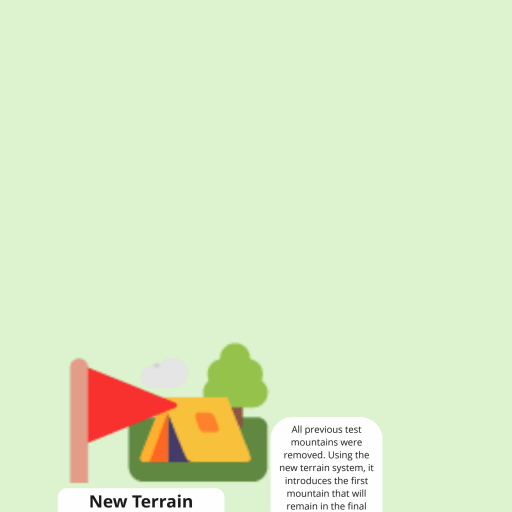 All previous test
mountains were
removed. Using the
new terrain system, it
introduces the first
mountain that will
remain in the final
New Terrain